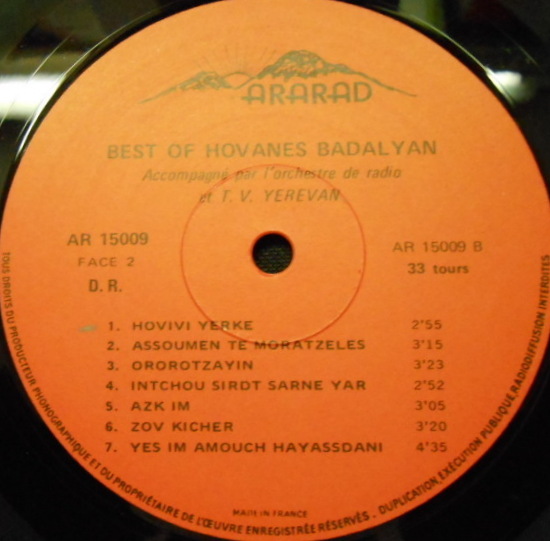 ARARAD
BEST OF HOVANES BADALYAN
Accompagné par l'orchestre de radio
et T. V. YEREVAN
AR 15009
FACE 2
D. R.
AR 15009 B
33 tours
1. HOVIVI YERKE 2'55
2. ASSOUMEN TE MORATZELES 3'15
3. OROROTZAYIN 3'23
4. INTCHOU SIRDT SARNE YAR 2'52
5. AZK IM 3'05
6. ZOV KICHER 3'20
7. YES IM AMOUCH HAYASSDANI 4'35
MADE IN FRANCE
TOUS DROITS DU PRODUCTEUR PHONOGRAPHIQUE ET DU PROPRIÉTAIRE DE L'ŒUVRE ENREGISTRÉE RÉSERVÉS. DUPLICATION, EXÉCUTION PUBLIQUE, RADIODIFFUSION INTERDITES